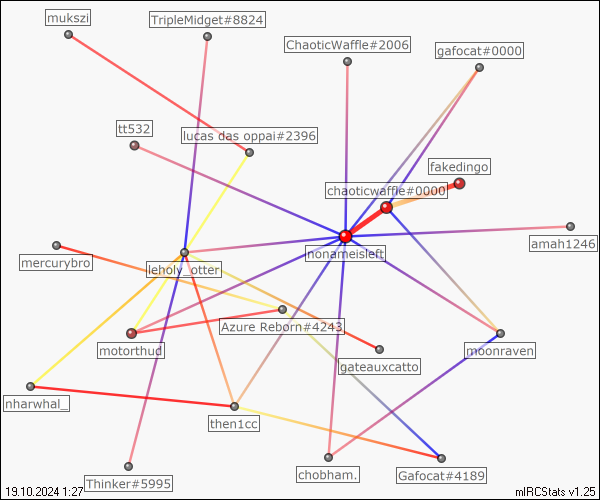 mukszi
TripleMidget#8824
ChaoticWaffle#2006
gafocat#0000
tt532
lucas das oppai#2396
fakedingo
chaoticwaffle#0000
nonameisleft
amah1246
mercurybro
leholy_otter
Azure Reborn#4243
motorthud
gateauxcatto
moonraven
nharwhal_
then1cc
Thinker#5995
chobham.
Gafocat#4189
19.10.2024 1:27
mIRCStats v1.25